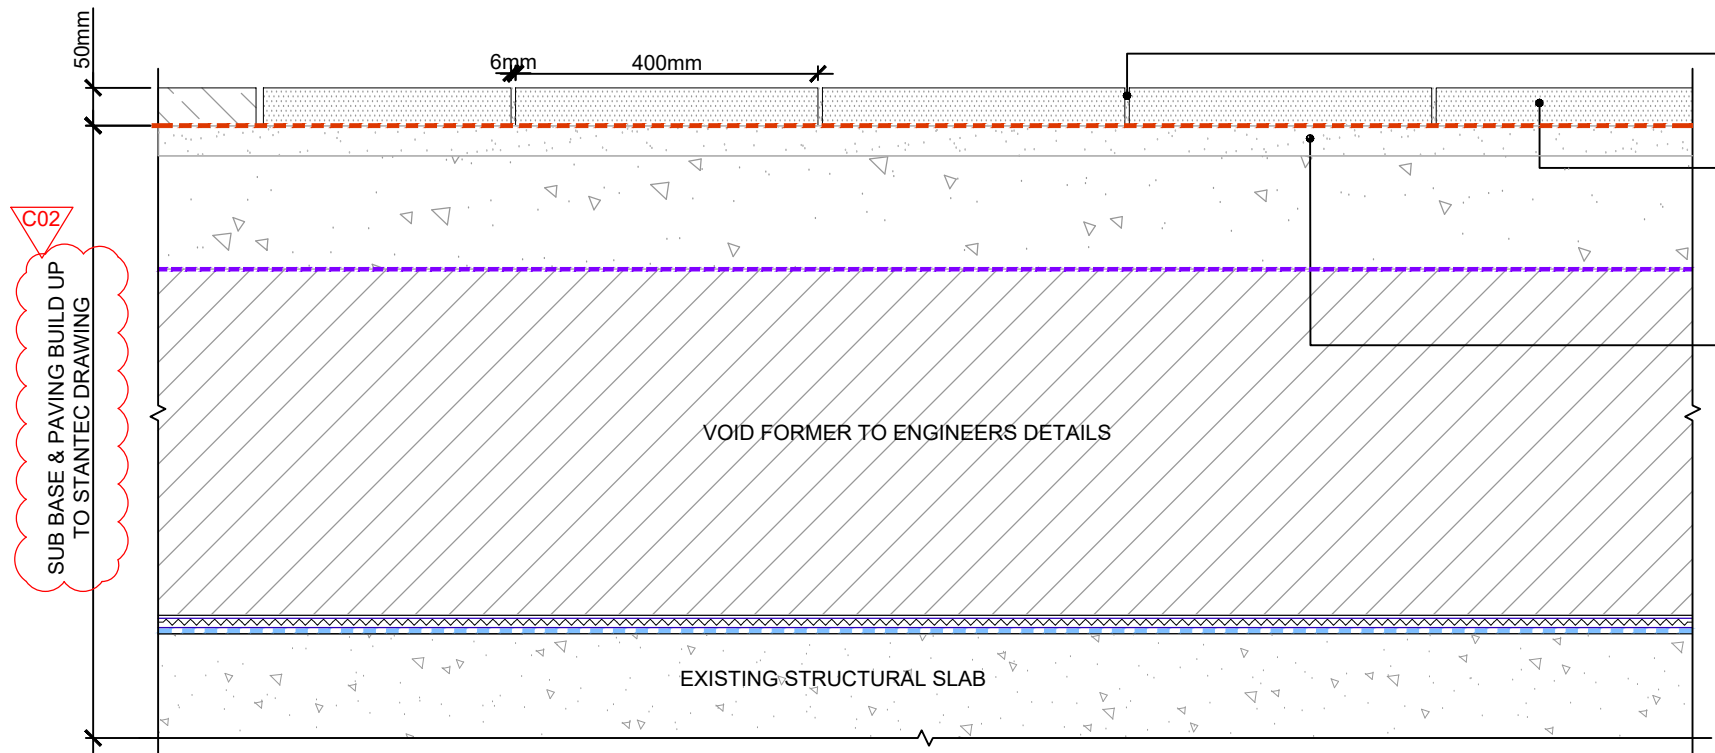 50mm
6mm
400mm
C02
SUB BASE & PAVING BUILD UP
TO STANTEC DRAWING
VOID FORMER TO ENGINEERS DETAILS
EXISTING STRUCTURAL SLAB